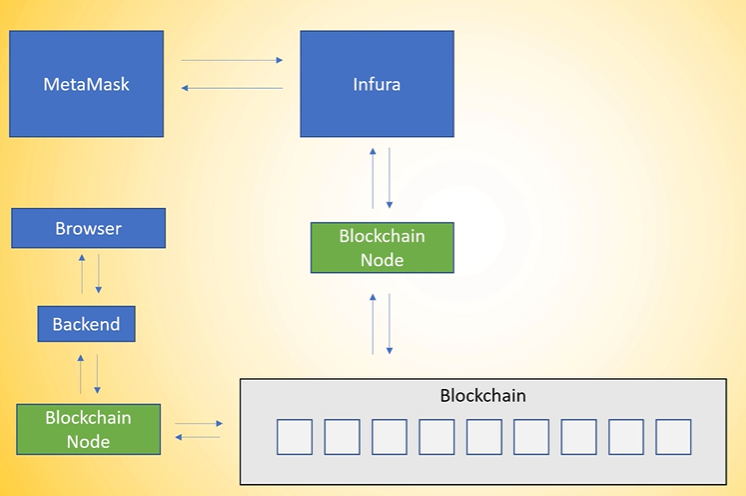 MetaMask
Infura
Browser
Blockchain
Node
Backend
Blockchain
Blockchain
Node